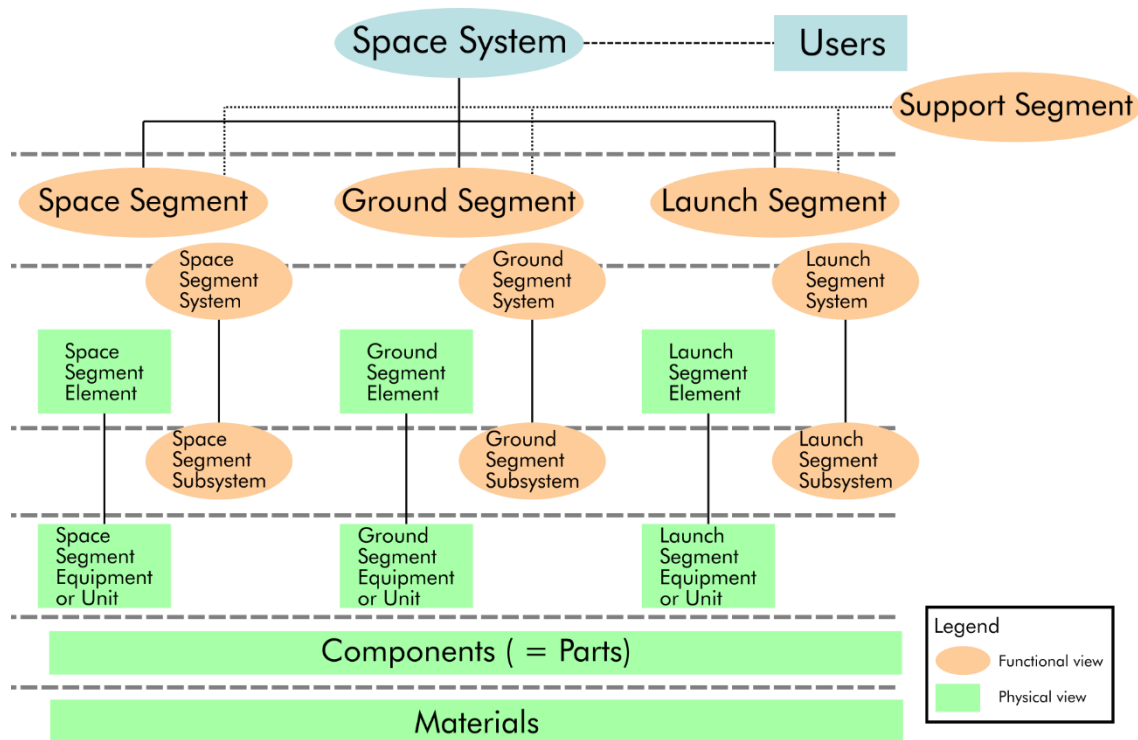 Space System
Users
Support Segment
Space Segment
Ground Segment
Launch Segment
Space
Segment
System
Ground
Segment
System
Launch
Segment
System
Space
Segment
Element
Ground
Segment
Element
Launch
Segment
Element
Space
Segment
Subsystem
Ground
Segment
Subsystem
Launch
Segment
Subsystem
Space
Segment
Equipment
or Unit
Ground
Segment
Equipment
or Unit
Launch
Segment
Equipment
or Unit
Components ( = Parts)
Materials
Legend
Functional view
Physical view